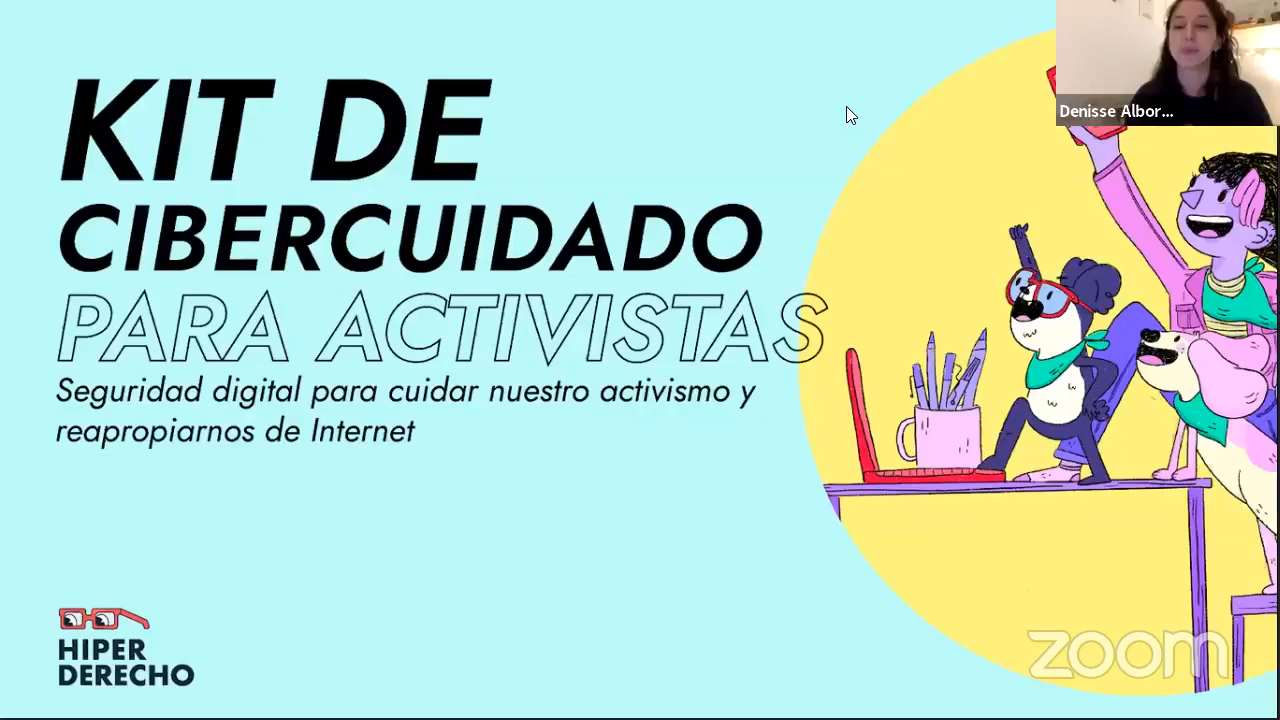 KIT DE
CIBERCUIDADO
PARA ACTIVISTAS
Seguridad digital para cuidar nuestro activismo y
reapropiarnos de Internet
Denisse Albor...
HIPER
DERECHO
zoom